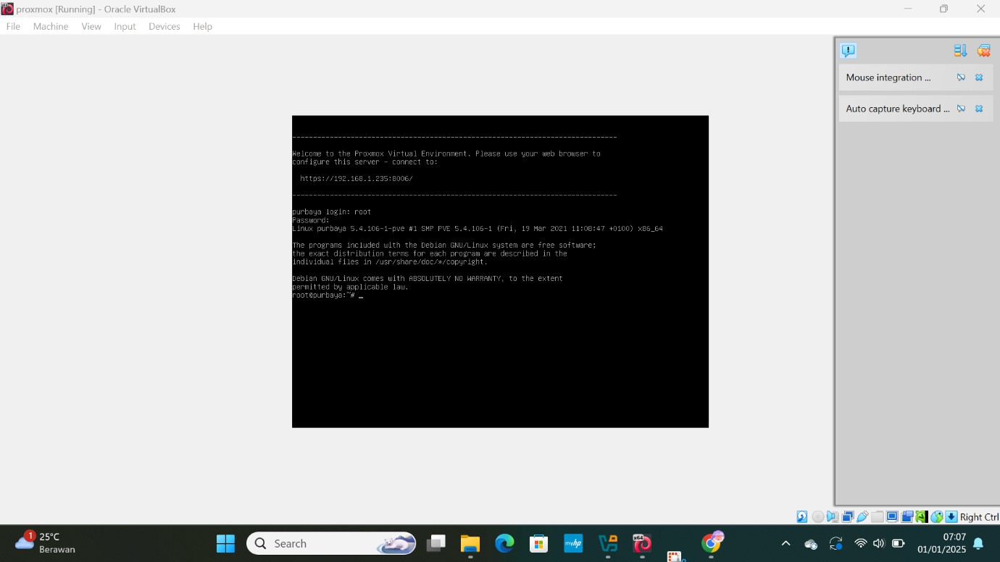 proxmox [Running] - Oracle VirtualBox
File Machine View Input Devices Help
Mouse integration ...
Auto capture keyboard ...
--------------------------------------------------------------------------------
Welcome to the Proxmox Virtual Environment. Please use your web browser to
configure this server - connect to:
https://192.168.1.235:8006/
--------------------------------------------------------------------------------
purbaya login: root
Password:
Linux purbaya 5.4.106-1-pve #1 SMP PVE 5.4.106-1 (Fri, 19 Mar 2021 11:08:47 +0100) x86_64
The programs included with the Debian GNU/Linux system are free software;
the exact distribution terms for each program are described in the
individual files in /usr/share/doc/*/copyright.
Debian GNU/Linux comes with ABSOLUTELY NO WARRANTY, to the extent
permitted by applicable law.
root@purbaya:~# _
Right Ctrl
1
25°C
Berawan
Search
myhp
x64
07:07
01/01/2025